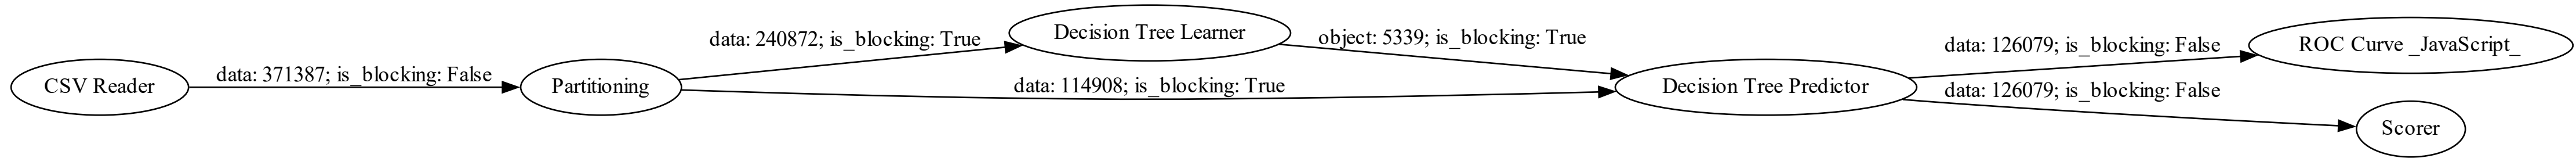 CSV Reader
data: 371387; is_blocking: False
Partitioning
data: 240872; is_blocking: True
data: 114908; is_blocking: True
Decision Tree Learner
object: 5339; is_blocking: True
Decision Tree Predictor
data: 126079; is_blocking: False
data: 126079; is_blocking: False
ROC Curve _JavaScript_
Scorer